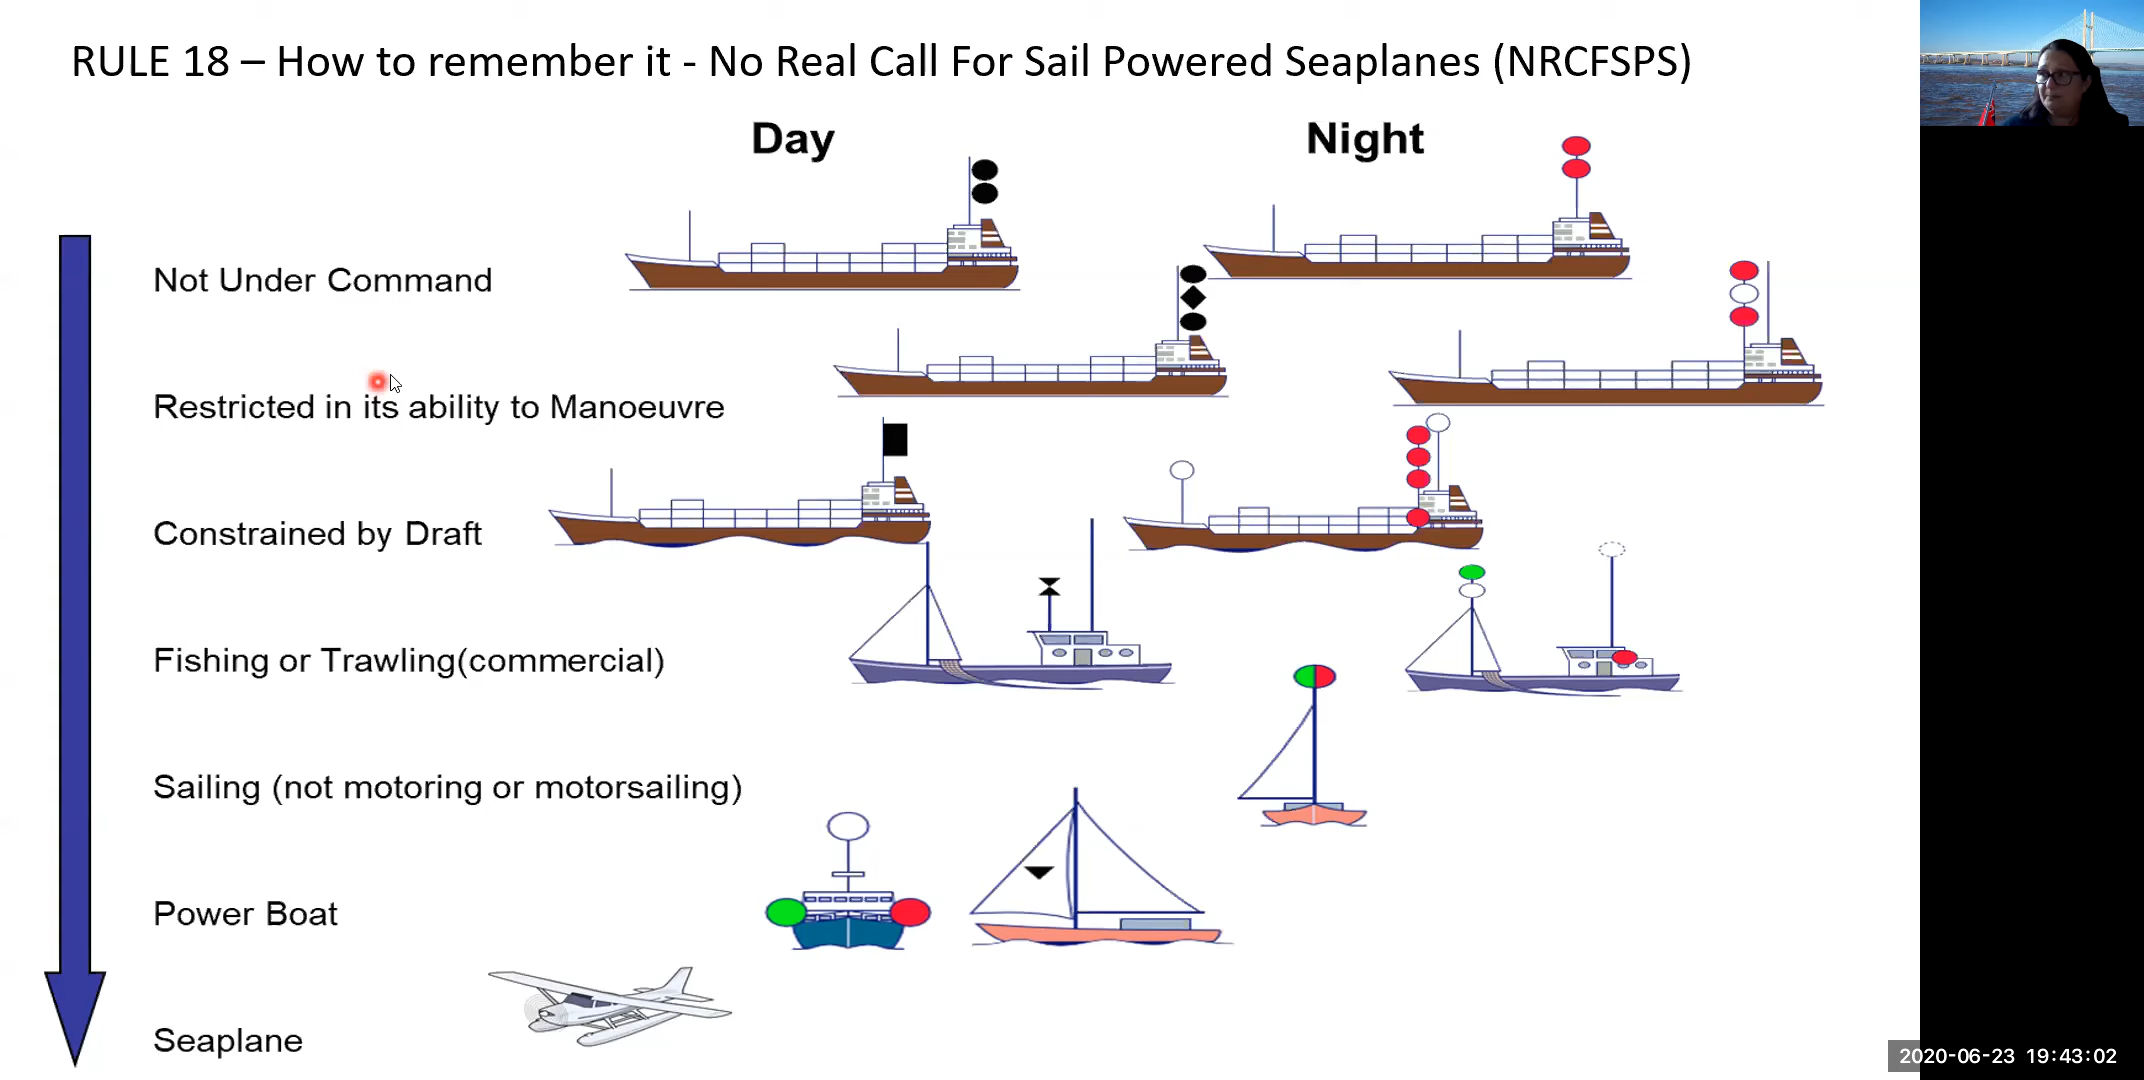 RULE 18 – How to remember it - No Real Call For Sail Powered Seaplanes (NRCFSPS)
Day
Night
Not Under Command
Restricted in its ability to Manoeuvre
Constrained by Draft
Fishing or Trawling(commercial)
Sailing (not motoring or motorsailing)
Power Boat
Seaplane
2020-06-23 19:43:02